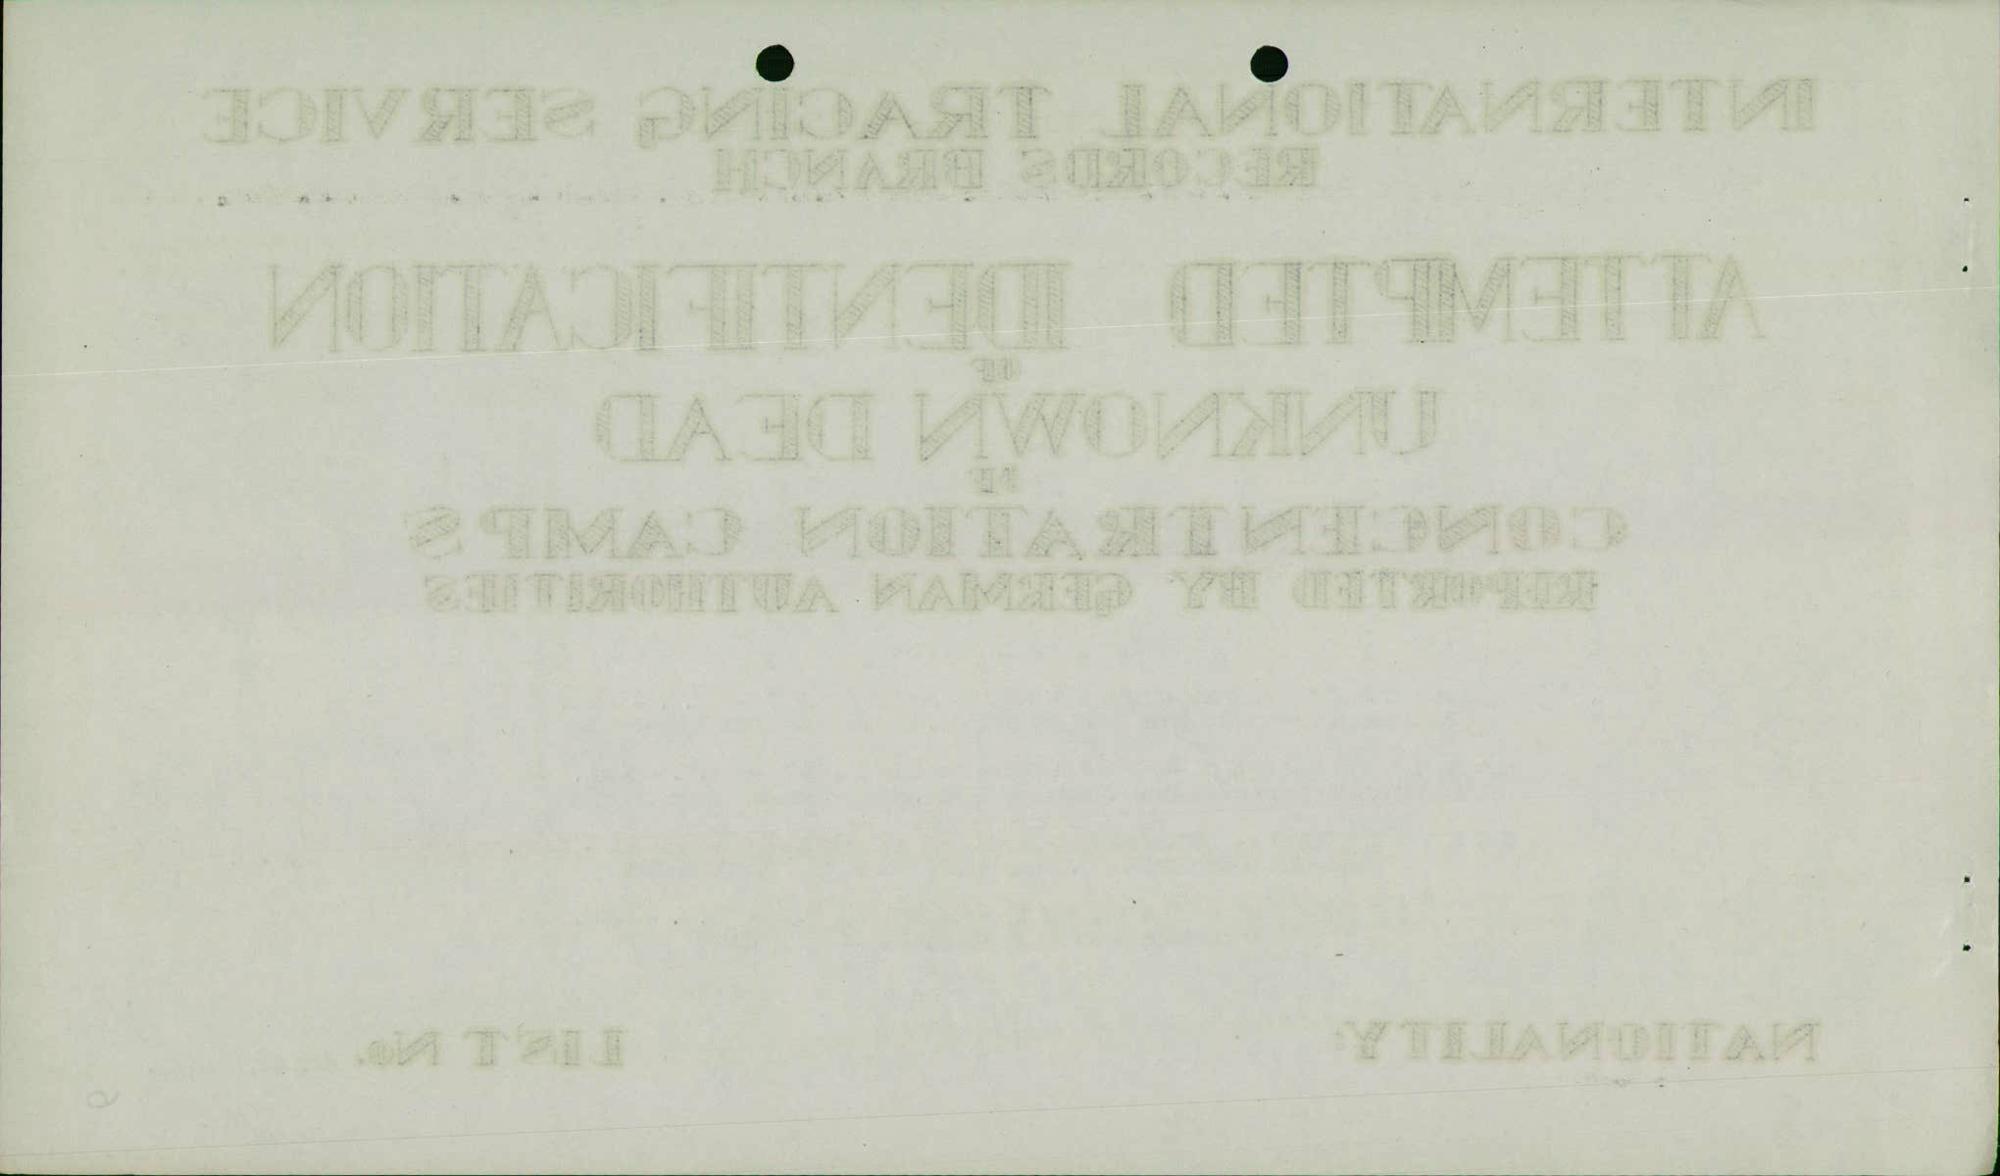 INTERNATIONAL TRACING SERVICE
RECORDS BRANCH
ATTEMPTED IDENTIFICATION
OF
UNKNOWN DEAD
CONCENTRATION CAMPS
REPORTED BY GERMAN AUTHORITIES
NATIONALITY: LIST No.